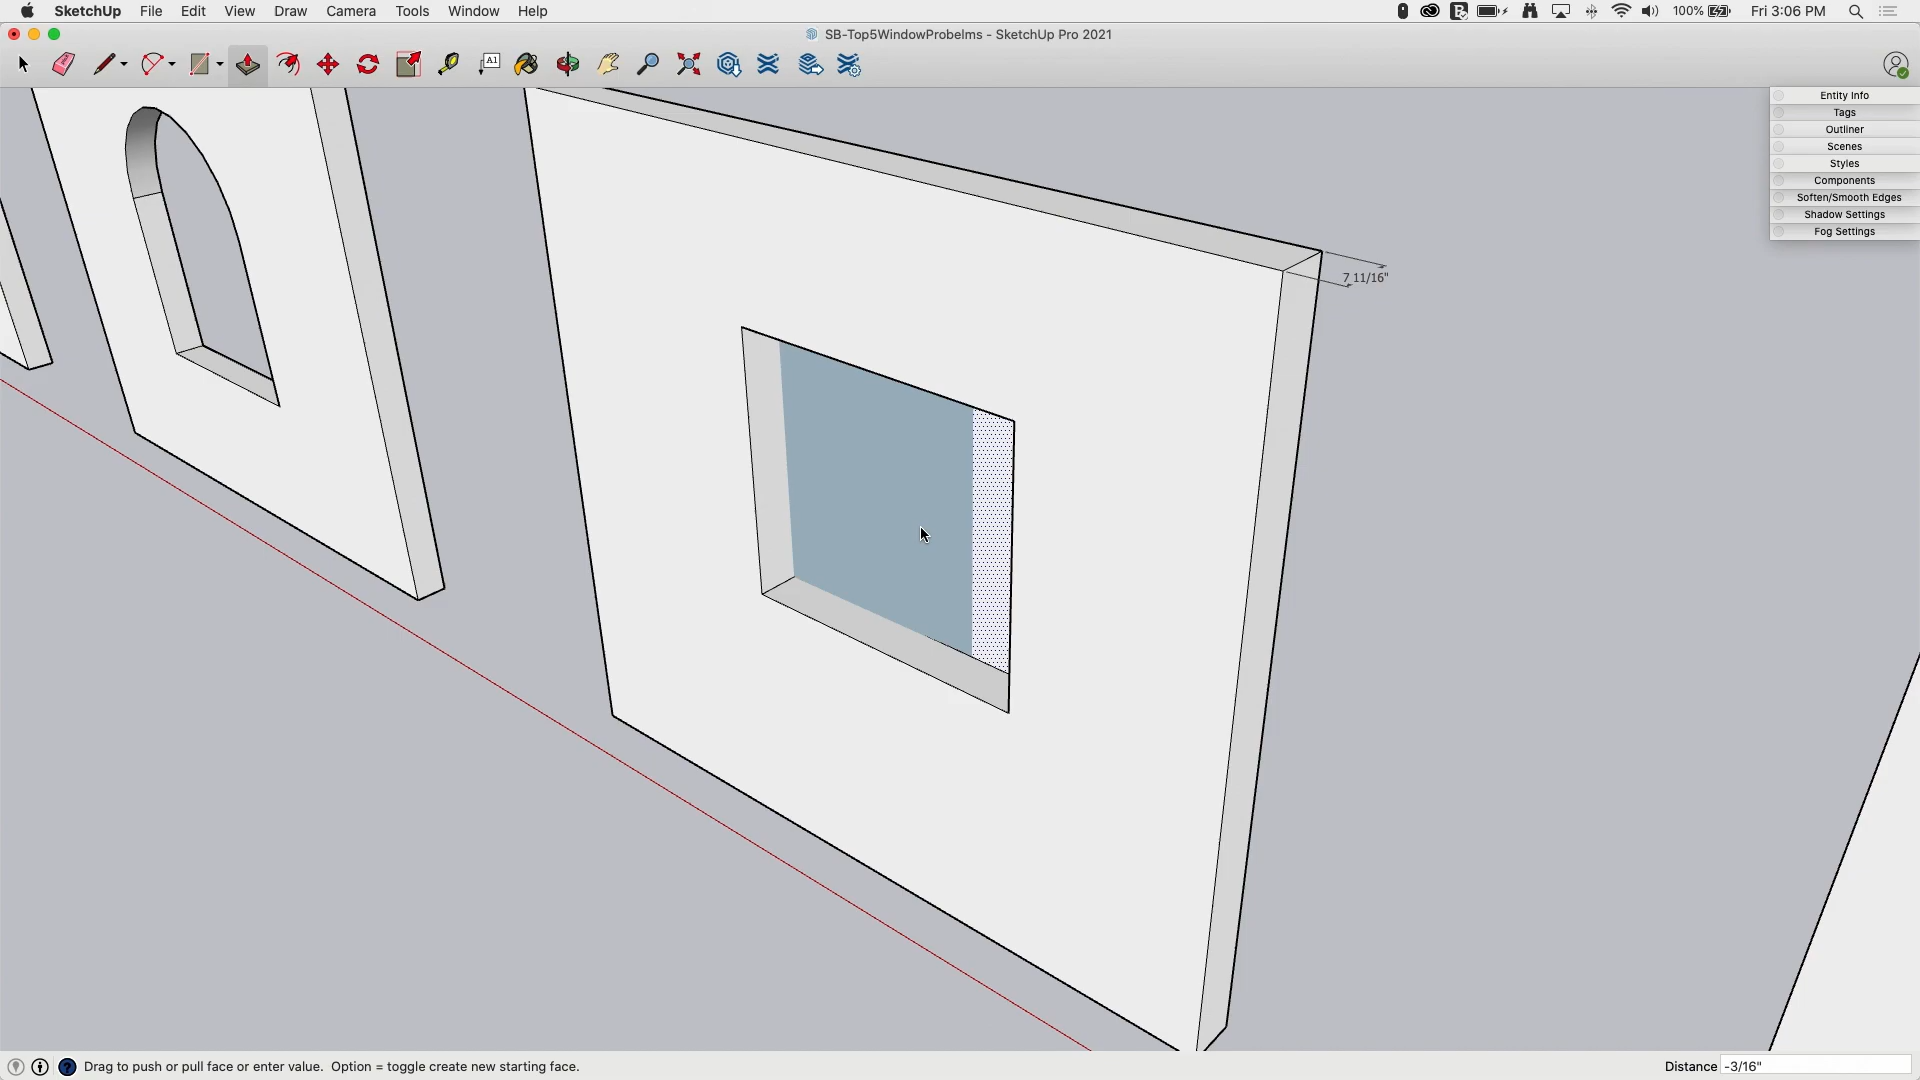 SketchUp File Edit View Draw Camera Tools Window Help 100% Fri 3:06 PM
SB-Top5WindowProbelms - SketchUp Pro 2021
A1
Entity Info
Tags
Outliner
Scenes
Styles
Components
Soften/Smooth Edges
Shadow Settings
Fog Settings
7 11/16"
Drag to push or pull face or enter value. Option = toggle create new starting face. Distance -3/16"